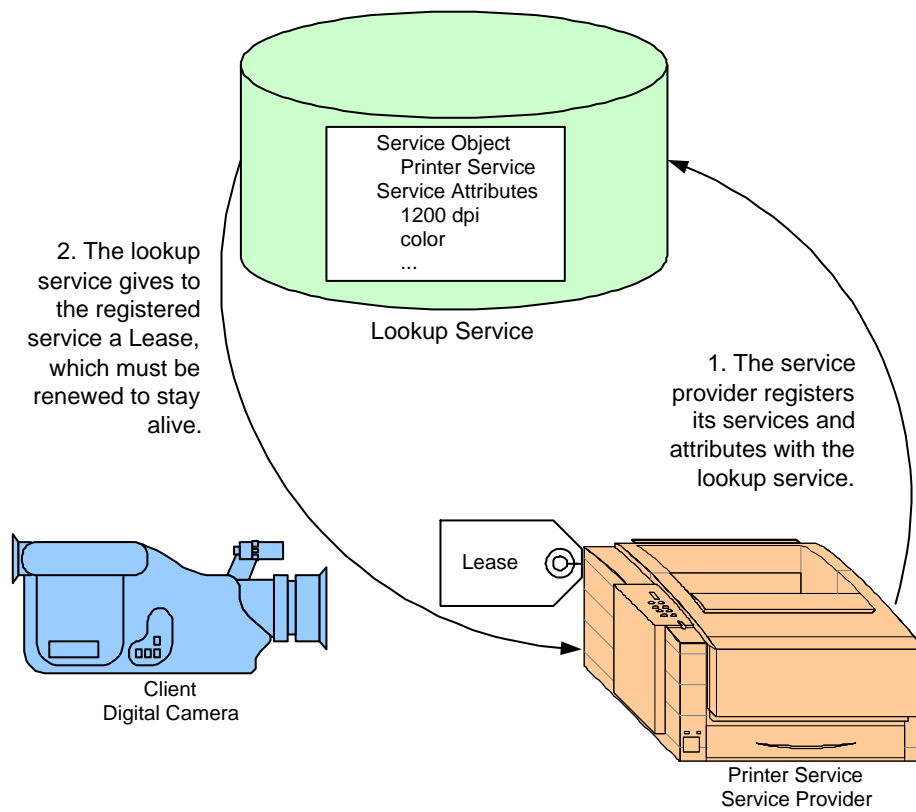 Service Object
Printer Service
Service Attributes
1200 dpi
color
...
Lookup Service
2. The lookup
service gives to
the registered
service a Lease,
which must be
renewed to stay
alive.
1. The service
provider registers
its services and
attributes with the
lookup service.
Lease
Client
Digital Camera
Printer Service
Service Provider